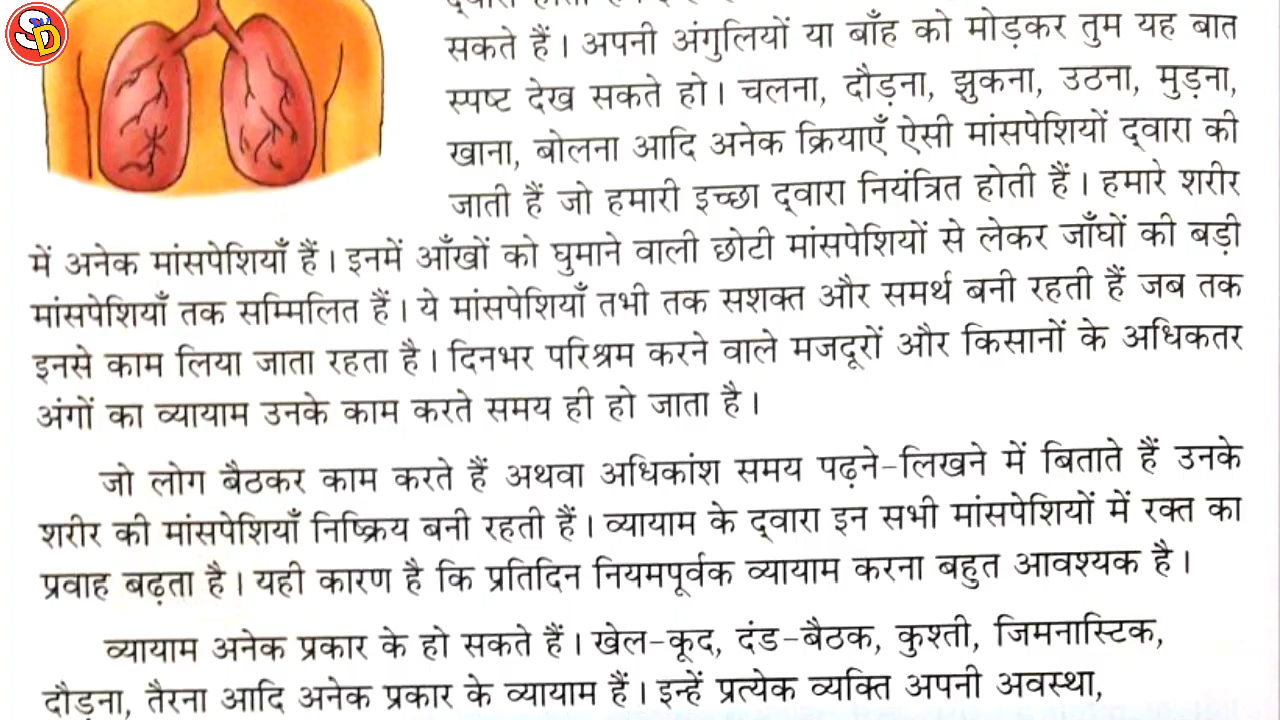 SD
सकते हैं। अपनी अंगुलियों या बाँह को मोड़कर तुम यह बात
स्पष्ट देख सकते हो। चलना, दौड़ना, झुकना, उठना, मुड़ना,
खाना, बोलना आदि अनेक क्रियाएँ ऐसी मांसपेशियों द्वारा की
जाती हैं जो हमारी इच्छा द्वारा नियंत्रित होती हैं। हमारे शरीर
में अनेक मांसपेशियाँ हैं। इनमें आँखों को घुमाने वाली छोटी मांसपेशियों से लेकर जाँघों की बड़ी
मांसपेशियाँ तक सम्मिलित हैं। ये मांसपेशियाँ तभी तक सशक्त और समर्थ बनी रहती हैं जब तक
इनसे काम लिया जाता रहता है। दिनभर परिश्रम करने वाले मजदूरों और किसानों के अधिकतर
अंगों का व्यायाम उनके काम करते समय ही हो जाता है।
जो लोग बैठकर काम करते हैं अथवा अधिकांश समय पढ़ने-लिखने में बिताते हैं उनके
शरीर की मांसपेशियाँ निष्क्रिय बनी रहती हैं। व्यायाम के द्वारा इन सभी मांसपेशियों में रक्त का
प्रवाह बढ़ता है। यही कारण है कि प्रतिदिन नियमपूर्वक व्यायाम करना बहुत आवश्यक है।
व्यायाम अनेक प्रकार के हो सकते हैं। खेल-कूद, दंड-बैठक, कुश्ती, जिमनास्टिक,
दौड़ना, तैरना आदि अनेक प्रकार के व्यायाम हैं। इन्हें प्रत्येक व्यक्ति अपनी अवस्था,